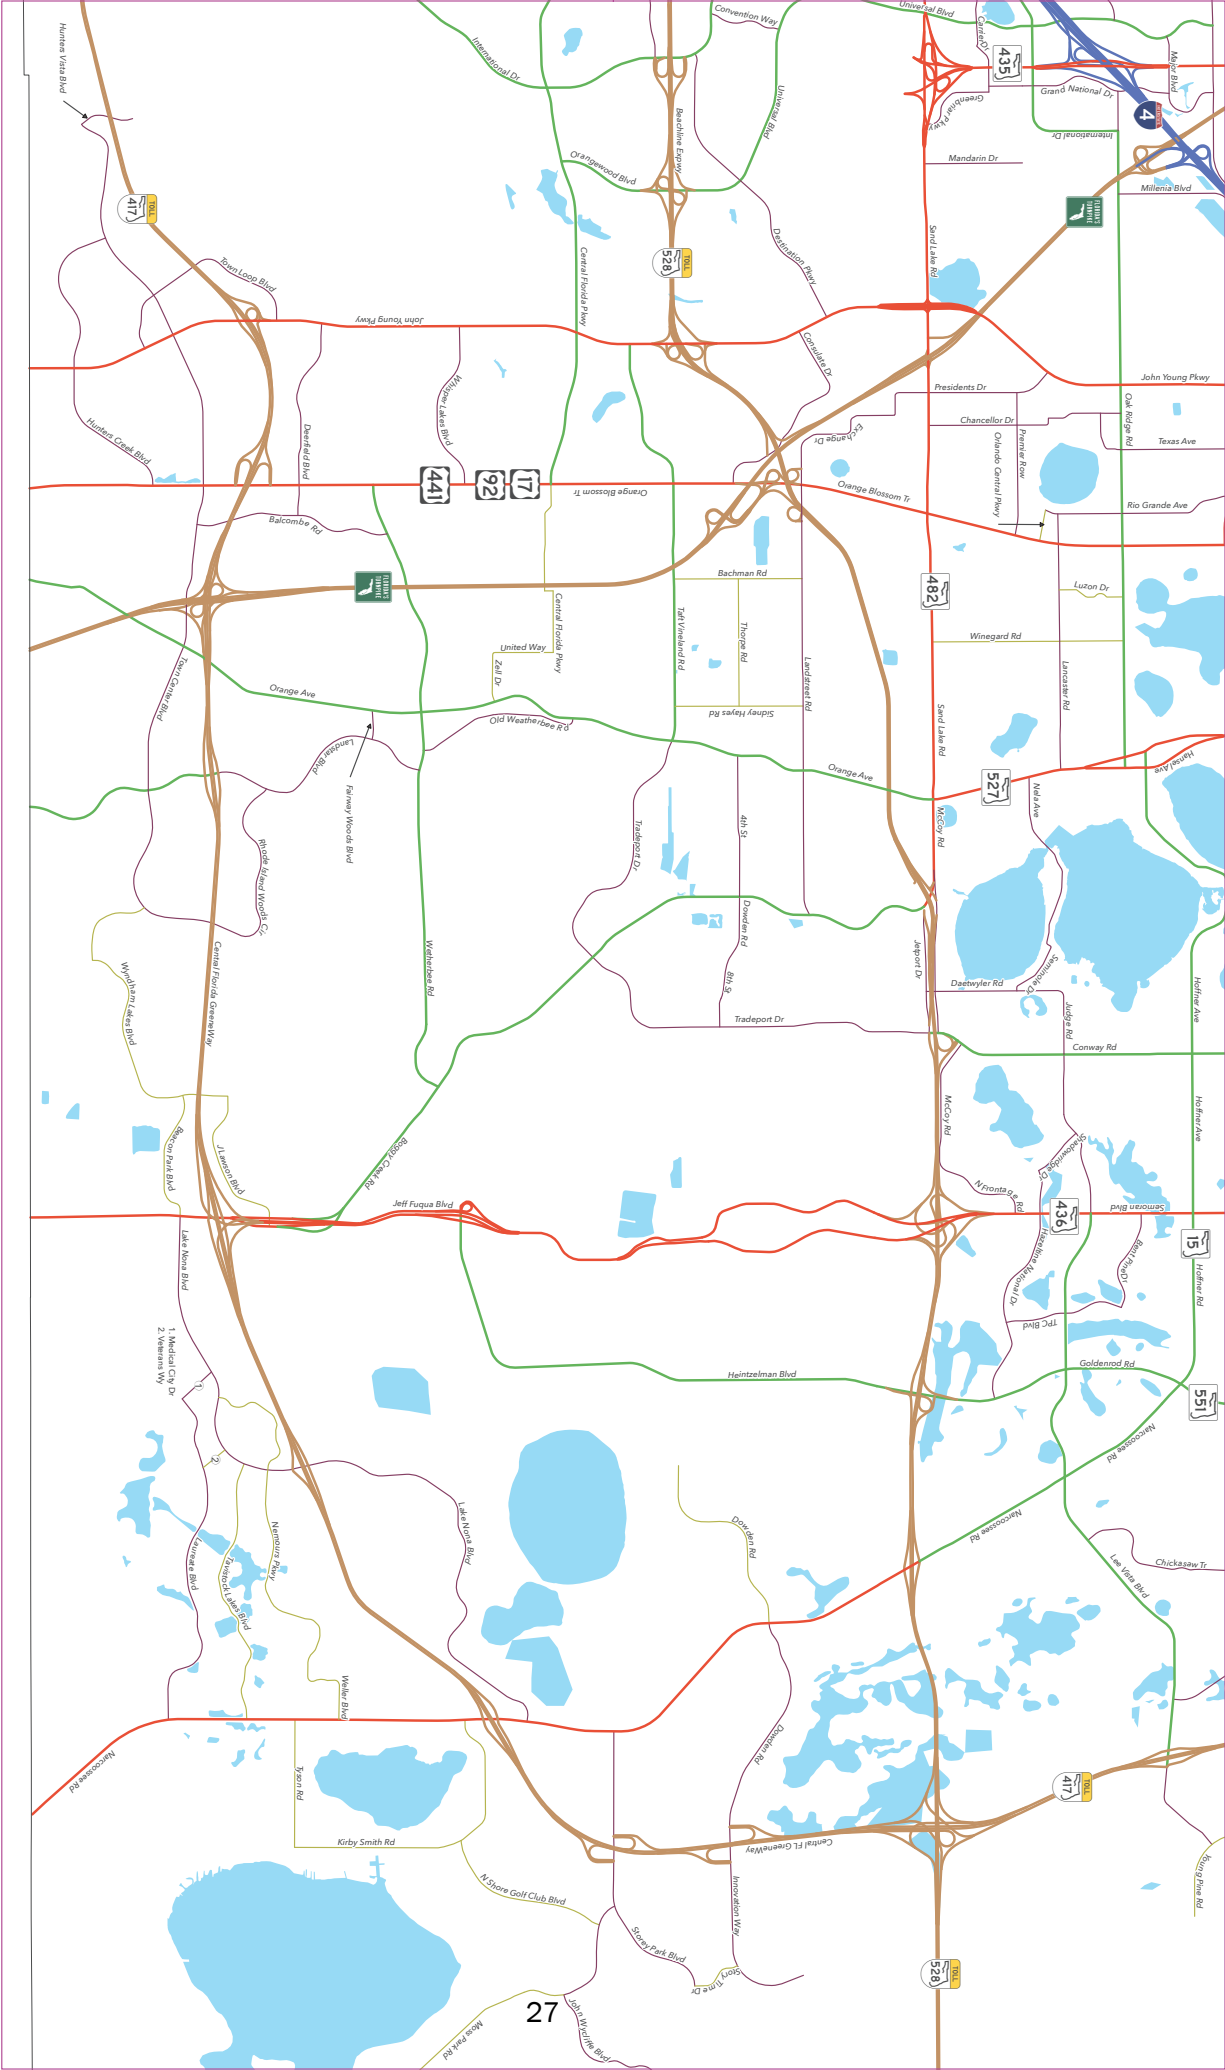 Universal Blvd
Convention Way
Hunters Vista Blvd
International Dr
Carrier Dr
435
Major Blvd
Grand National Dr
Greenbriar Pkwy
Universal Blvd
Beachline Expwy
4
International Dr
Orangewood Blvd
Mandarin Dr
Millenia Blvd
417
TOLL
FLORIDA'S
TURNPIKE
Sand Lake Rd
Destination Pkwy
528
TOLL
Town Loop Blvd
Central Florida Pkwy
John Young Pkwy
Consulate Dr
John Young Pkwy
Presidents Dr
Whisper Lakes Blvd
Oak Ridge Rd
Chancellor Dr
Exchange Dr
Hunters Creek Blvd
Deerfield Blvd
Orlando Central Pkwy
Premier Row
Texas Ave
441
92
17
Orange Blossom Tr
Orange Blossom Tr
Rio Grande Ave
Balcombe Rd
FLORIDA'S
TURNPIKE
Bachman Rd
482
Luzon Dr
Central Florida Pkwy
Taft Vineland Rd
Thorpe Rd
Winegard Rd
United Way
Zell Dr
Landstreet Rd
Lancaster Rd
Town Center Blvd
Orange Ave
Sidney Hayes Rd
Old Weatherbee Rd
Sand Lake Rd
Landstar Blvd
Hansel Ave
Orange Ave
527
Nela Ave
Fairway Woods Blvd
Tradeport Dr
4th St
McCoy Rd
Rhode Island Woods Cir
Dowden Rd
Wyndham Lakes Blvd
Central Florida GreeneWay
Wetherbee Rd
8th St
Jetport Dr
Seminole Dr
Daetwyler Rd
Hoffner Ave
Tradeport Dr
Judge Rd
Conway Rd
Beacon Park Blvd
J Lawson Blvd
Boggy Creek Rd
McCoy Rd
Shadowridge Dr
Hoffner Ave
Jeff Fuqua Blvd
N Frontage Rd
436
Semoran Blvd
15
Lake Nona Blvd
Hazeltine National Dr
Bent Pine Dr
Hoffner Rd
TPC Blvd
1. Medical City Dr
2. Veterans Wy
1
Heintzelman Blvd
Goldenrod Rd
551
Narcoossee Rd
2
Lake Nona Blvd
Nemours Pkwy
Dowden Rd
Narcoossee Rd
Laureate Blvd
Tavistock Lakes Blvd
Lee Vista Blvd
Chickasaw Tr
Weller Blvd
Dowden Rd
Narcoossee Rd
Tyson Rd
417
TOLL
Kirby Smith Rd
Central FL GreeneWay
Young Pine Rd
N Shore Golf Club Blvd
Innovation Way
Storey Park Blvd
Story Time Dr
528
TOLL
27
John Wycliffe Blvd
Moss Park Rd